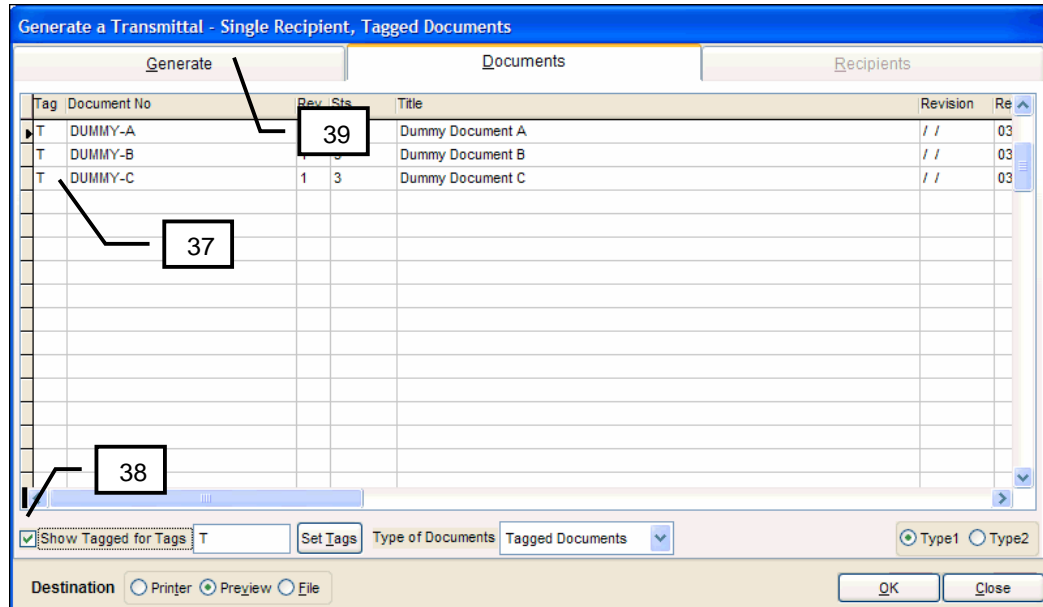 Generate a Transmittal - Single Recipient, Tagged Documents
Generate Documents Recipients
Tag Document No Rev Sts Title Revision Re
T DUMMY-A Dummy Document A / / 03
39
T DUMMY-B Dummy Document B / / 03
T DUMMY-C 1 3 Dummy Document C / / 03
37
38
Show Tagged for Tags T Set Tags Type of Documents Tagged Documents Type1 Type2
Destination Printer Preview File OK Close